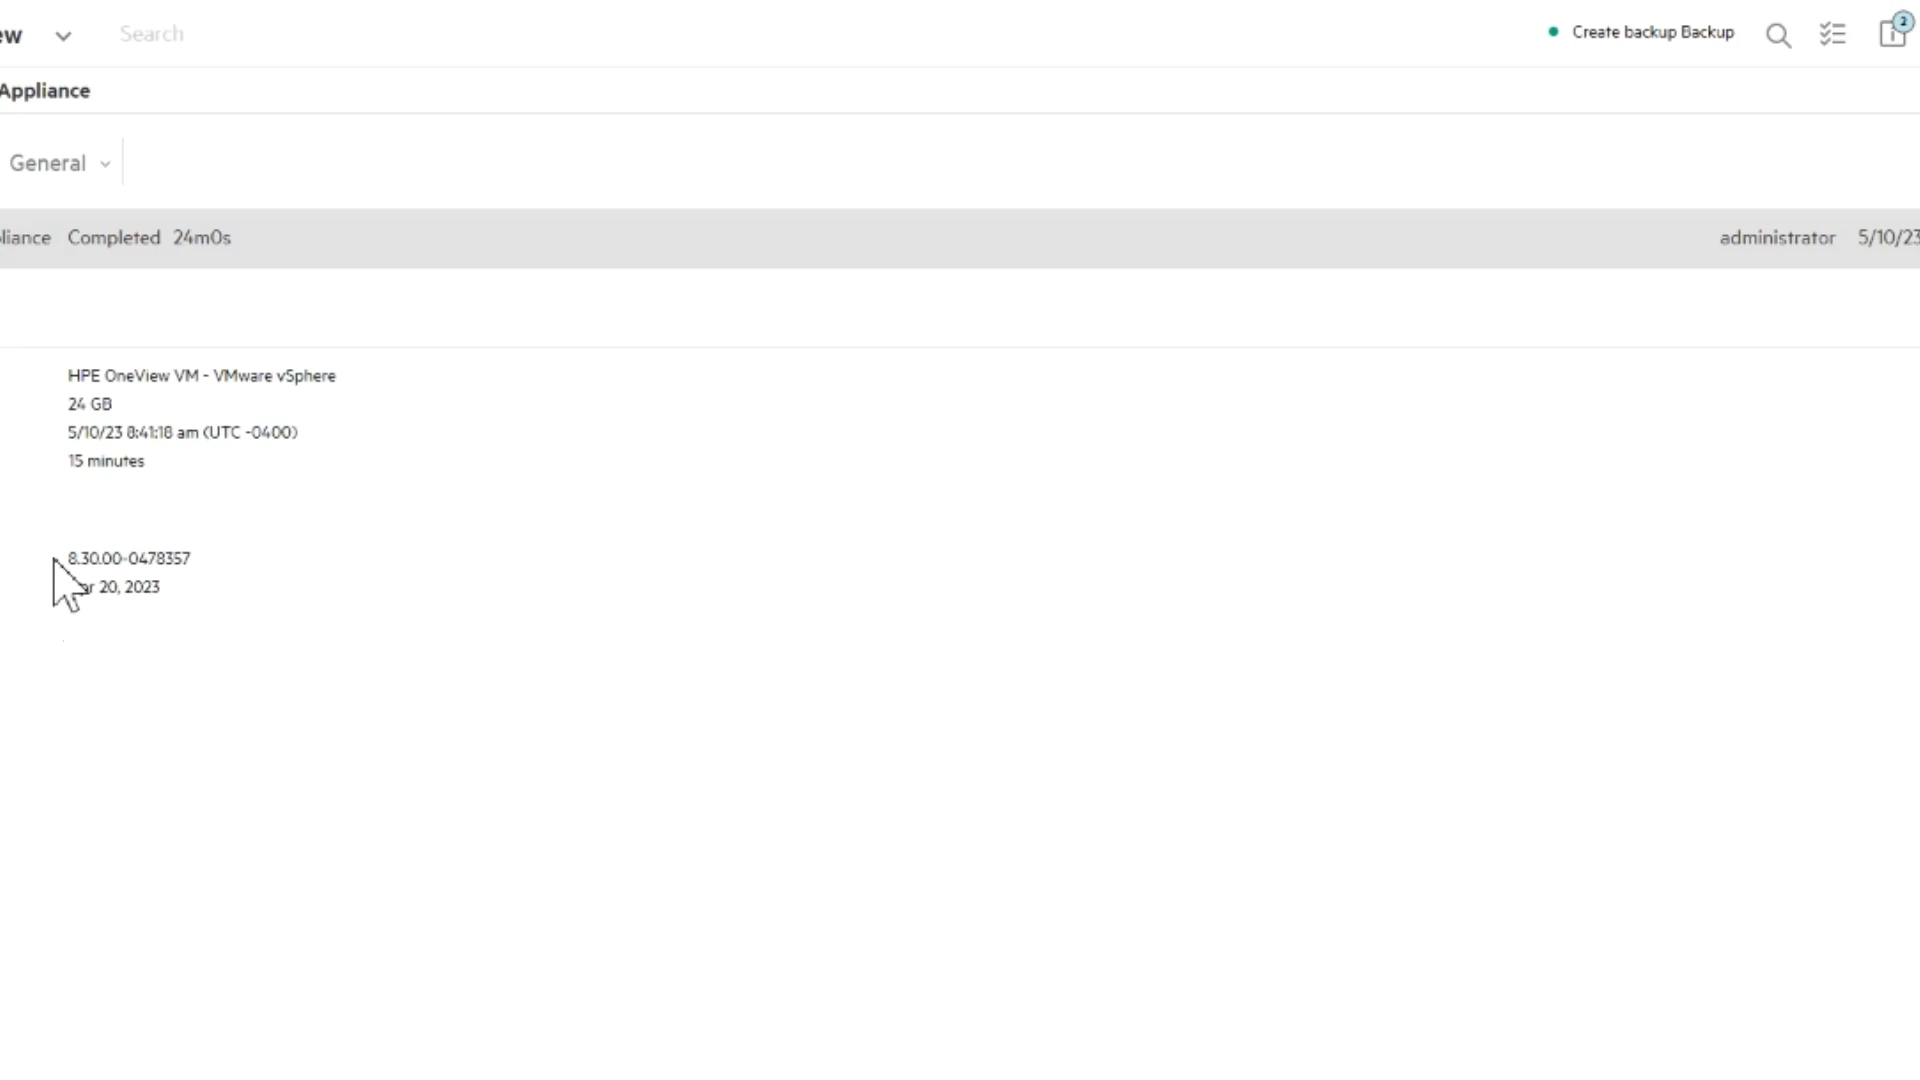 ew Search Create backup Backup 2
Appliance
General
liance Completed 24m0s administrator 5/10/23
HPE OneView VM - VMware vSphere
24 GB
5/10/23 8:41:18 am (UTC -0400)
15 minutes
8.30.00-0478357
r 20, 2023